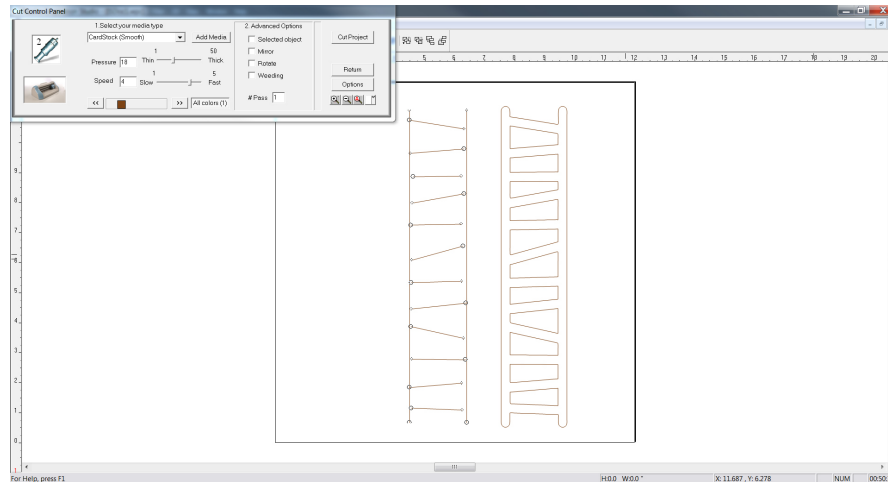 Cut Control Panel
1.Select your media type
2. Advanced Options
CardStock (Smooth)
Add Media
Selected object
Cut Project
1
50
Mirror
Pressure 16 Thin Thick
Rotate
1
5
Return
Speed 4 Slow Fast
Weeding
Options
<< >> All colors (1)
# Pass 1
5 6 7 8 9 10 11 12 13 14 15 16 17 18 19 20
9
8
7
6
5
4
3
2
1
0
1
For Help, press F1
H:0.0 W:0.0 "
X: 11.687 , Y: 6.278
NUM
00:50: